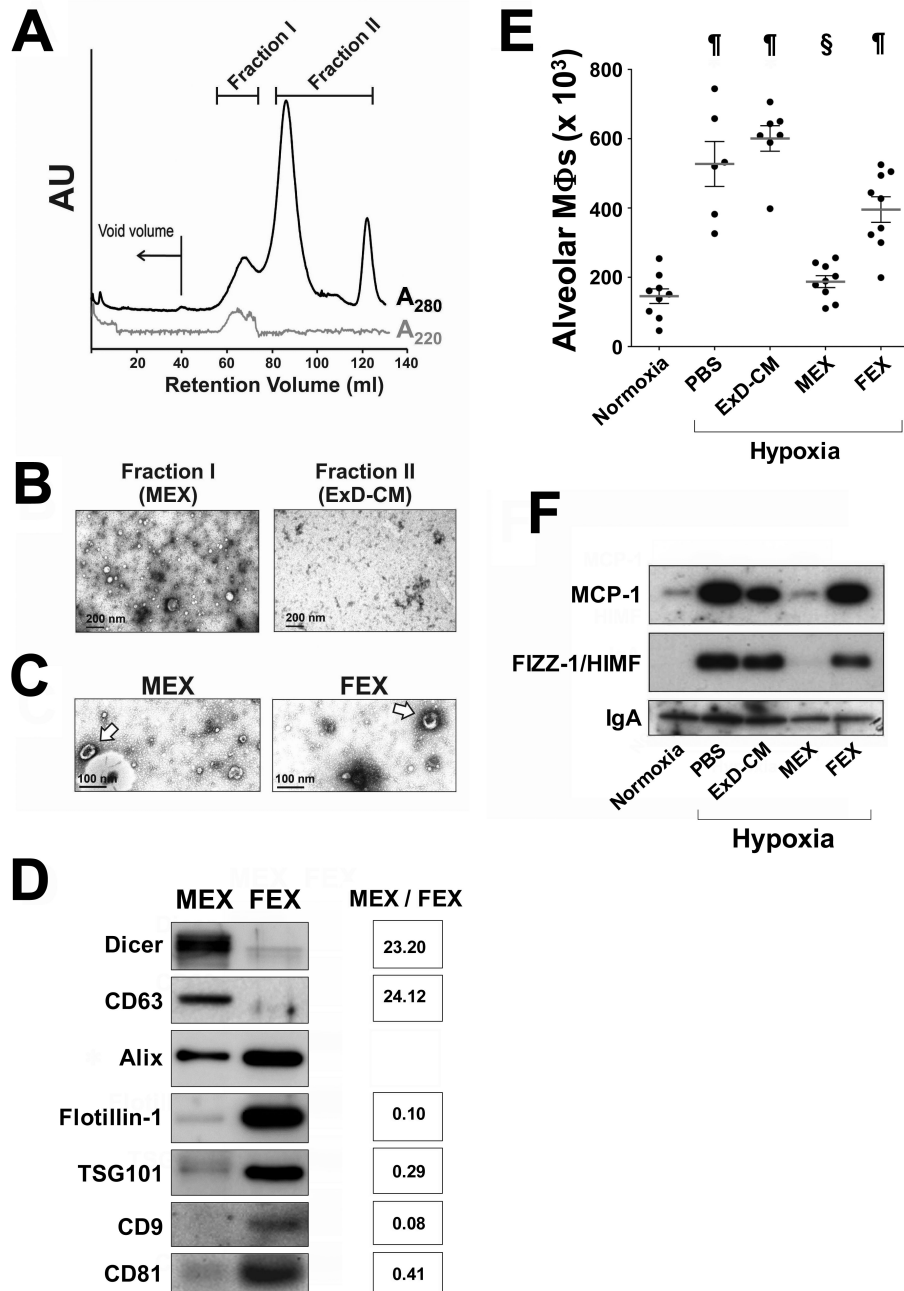 A
Fraction I
Fraction II
AU
Void volume
A280
A220
20 40 60 80 100 120 140
Retention Volume (ml)
B
Fraction I
(MEX)
Fraction II
(ExD-CM)
200 nm
200 nm
C
MEX
FEX
100 nm
100 nm
D
MEX FEX MEX / FEX
Dicer 23.20
CD63 24.12
Alix
Flotillin-1 0.10
TSG101 0.29
CD9 0.08
CD81 0.41
E
¶ ¶ § ¶
Alveolar MΦs (x 10³)
800
600
400
200
0
Normoxia
PBS
ExD-CM
MEX
FEX
Hypoxia
F
MCP-1
FIZZ-1/HIMF
IgA
Normoxia
PBS
ExD-CM
MEX
FEX
Hypoxia